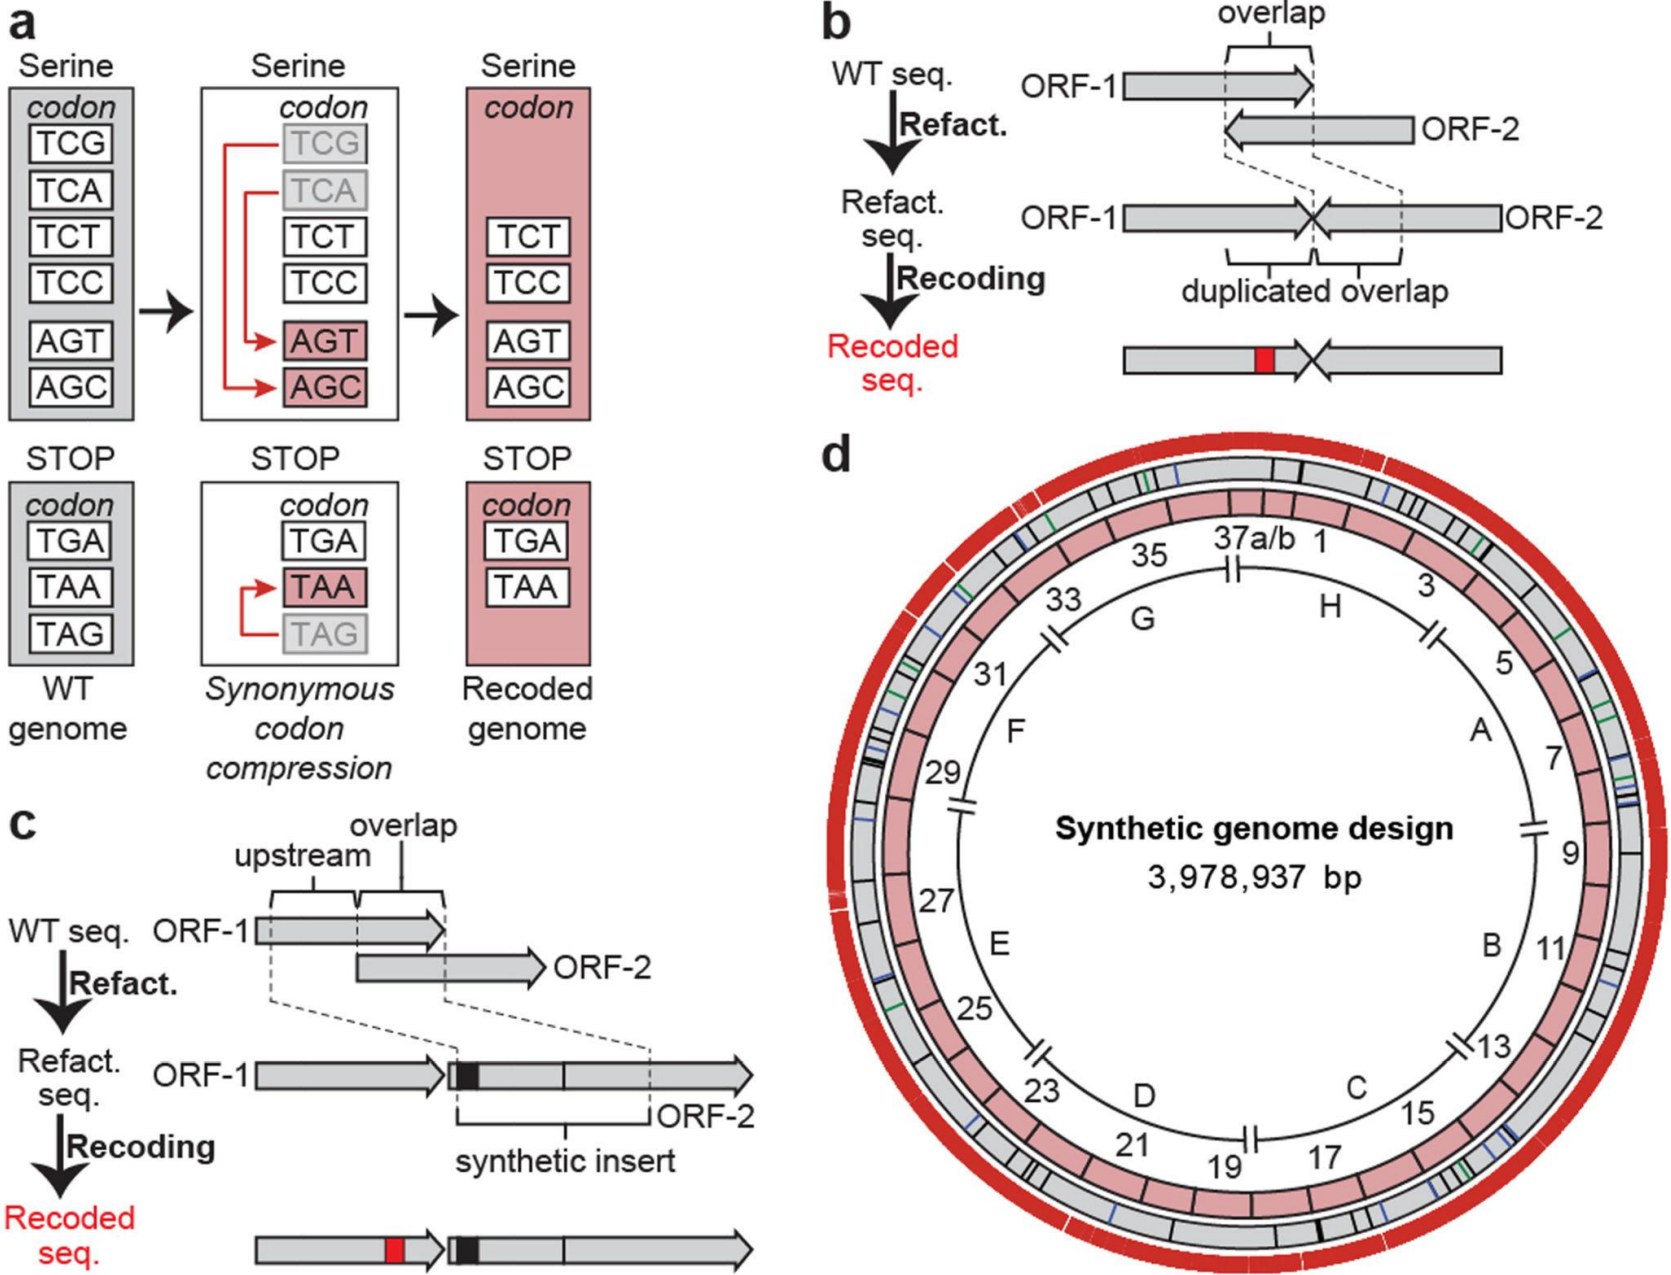 a
Serine
codon
TCG
TCA
TCT
TCC
AGT
AGC
Serine
codon
TCG
TCA
TCT
TCC
AGT
AGC
Serine
codon
TCT
TCC
AGT
AGC
STOP
codon
TGA
TAA
TAG
WT
genome
STOP
codon
TGA
TAA
TAG
Synonymous
codon
compression
STOP
codon
TGA
TAA
Recoded
genome
b
overlap
WT seq.
ORF-1
ORF-2
Refact.
Refact.
seq.
ORF-1
ORF-2
Recoding
duplicated overlap
Recoded
seq.
c
overlap
upstream
WT seq.
ORF-1
ORF-2
Refact.
Refact.
seq.
ORF-1
ORF-2
Recoding
synthetic insert
Recoded
seq.
d
37a/b
1
3
5
7
9
11
13
15
17
19
21
23
25
27
29
31
33
35
H
A
B
C
D
E
F
G
Synthetic genome design
3,978,937 bp